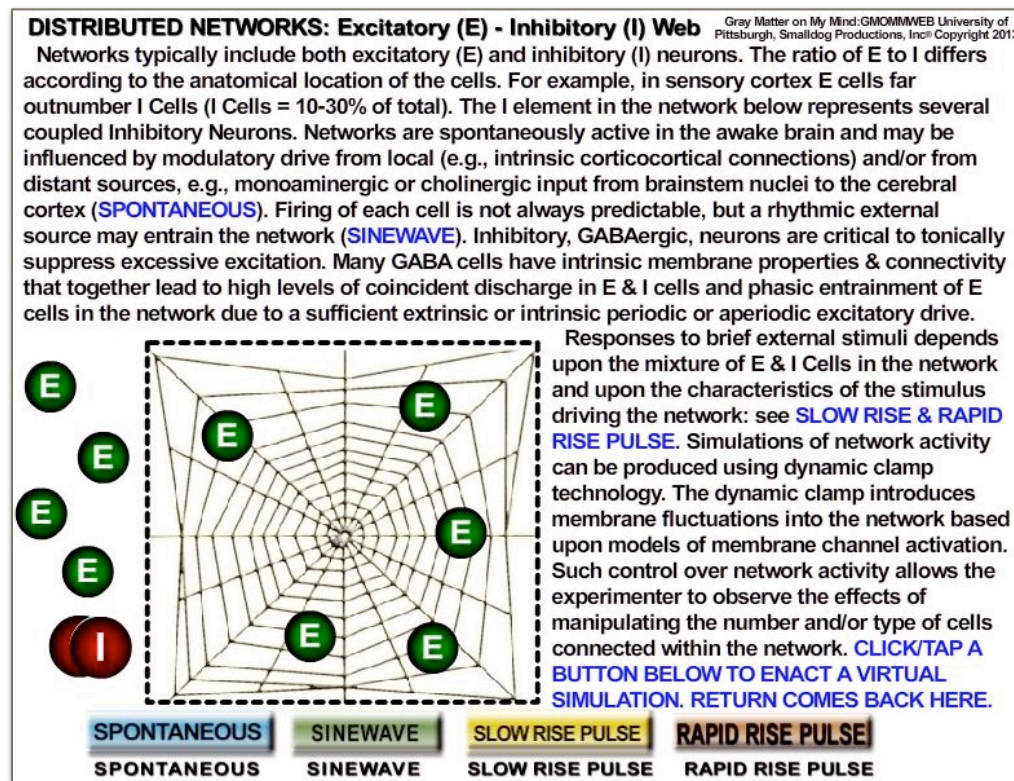 DISTRIBUTED NETWORKS: Excitatory (E) - Inhibitory (I) Web
Gray Matter on My Mind:GMOMMWEB University of
Pittsburgh, Smalldog Productions, Inc® Copyright 2013
Networks typically include both excitatory (E) and inhibitory (I) neurons. The ratio of E to I differs
according to the anatomical location of the cells. For example, in sensory cortex E cells far
outnumber I Cells (I Cells = 10-30% of total). The I element in the network below represents several
coupled Inhibitory Neurons. Networks are spontaneously active in the awake brain and may be
influenced by modulatory drive from local (e.g., intrinsic corticocortical connections) and/or from
distant sources, e.g., monoaminergic or cholinergic input from brainstem nuclei to the cerebral
cortex (SPONTANEOUS). Firing of each cell is not always predictable, but a rhythmic external
source may entrain the network (SINEWAVE). Inhibitory, GABAergic, neurons are critical to tonically
suppress excessive excitation. Many GABA cells have intrinsic membrane properties & connectivity
that together lead to high levels of coincident discharge in E & I cells and phasic entrainment of E
cells in the network due to a sufficient extrinsic or intrinsic periodic or aperiodic excitatory drive.
Responses to brief external stimuli depends
upon the mixture of E & I Cells in the network
and upon the characteristics of the stimulus
driving the network: see SLOW RISE & RAPID
RISE PULSE. Simulations of network activity
can be produced using dynamic clamp
technology. The dynamic clamp introduces
membrane fluctuations into the network based
upon models of membrane channel activation.
Such control over network activity allows the
experimenter to observe the effects of
manipulating the number and/or type of cells
connected within the network. CLICK/TAP A
BUTTON BELOW TO ENACT A VIRTUAL
SIMULATION. RETURN COMES BACK HERE.
E
E
E
E
I
E
E
E
E
E
SPONTANEOUS
SINEWAVE
SLOW RISE PULSE
RAPID RISE PULSE
SPONTANEOUS
SINEWAVE
SLOW RISE PULSE
RAPID RISE PULSE